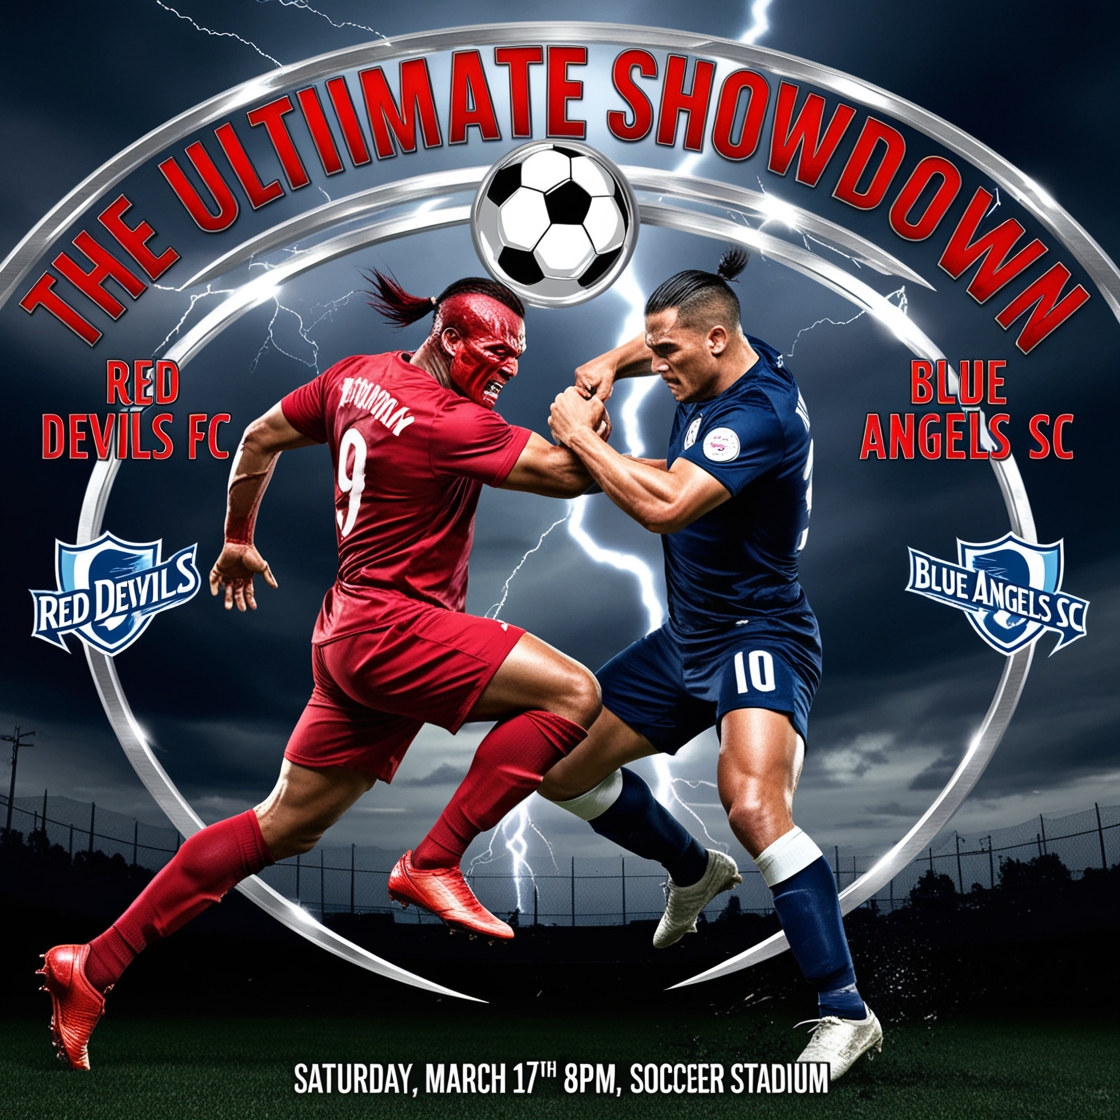 THE ULTIIMATE SHOWDOWN
RED
DEVILS FC
BLUE
ANGELS SC
9
10
RED DEWILS
BLUE ANGELS SC
SATURDAY, MARCH 17TH 8PM, SOCCEER STADIUM